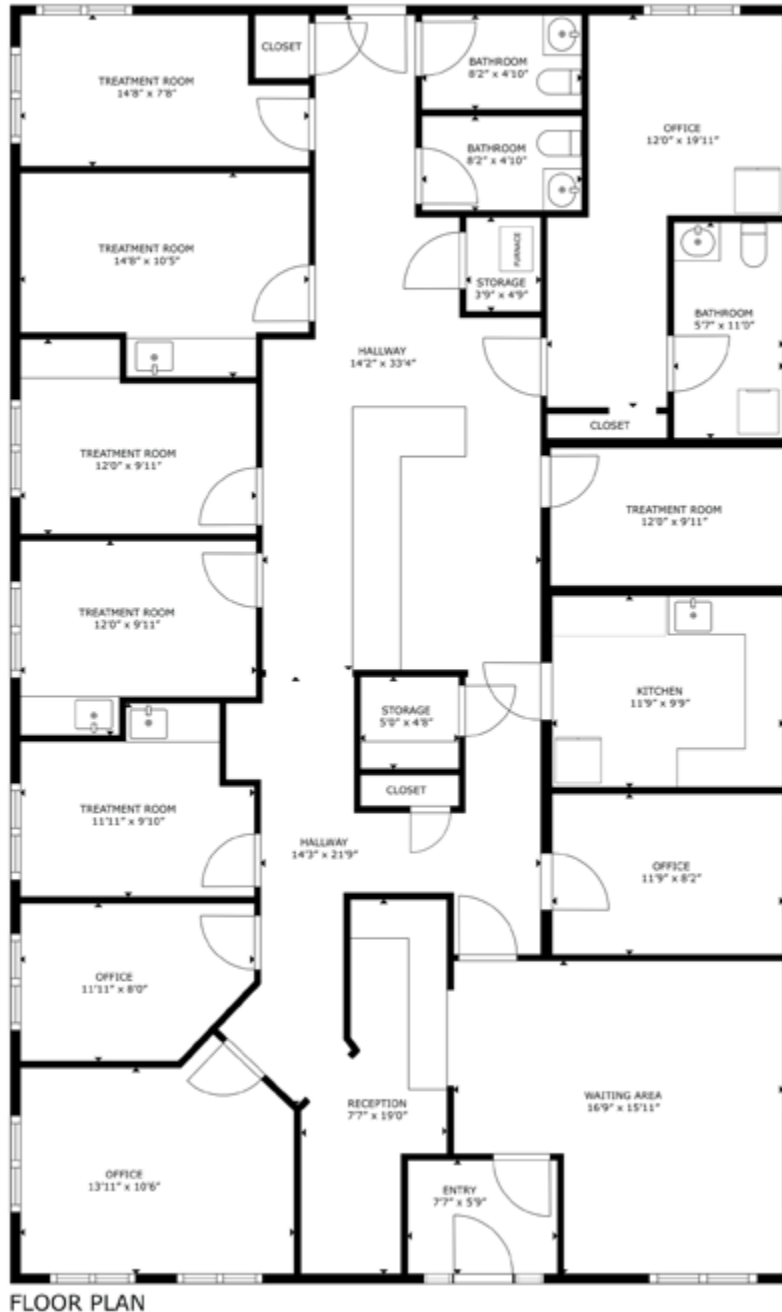 CLOSET
TREATMENT ROOM
14'8" x 7'8"
BATHROOM
8'2" x 4'10"
OFFICE
12'0" x 19'11"
BATHROOM
8'2" x 4'10"
TREATMENT ROOM
14'8" x 10'5"
FURNACE
STORAGE
3'9" x 4'9"
BATHROOM
5'7" x 11'0"
HALLWAY
14'2" x 33'4"
CLOSET
TREATMENT ROOM
12'0" x 9'11"
TREATMENT ROOM
12'0" x 9'11"
TREATMENT ROOM
12'0" x 9'11"
KITCHEN
11'9" x 9'9"
STORAGE
5'0" x 4'8"
CLOSET
TREATMENT ROOM
11'11" x 9'10"
HALLWAY
14'3" x 21'9"
OFFICE
11'9" x 8'2"
OFFICE
11'11" x 8'0"
RECEPTION
7'7" x 19'0"
WAITING AREA
16'9" x 15'11"
OFFICE
13'11" x 10'6"
ENTRY
7'7" x 5'9"
FLOOR PLAN